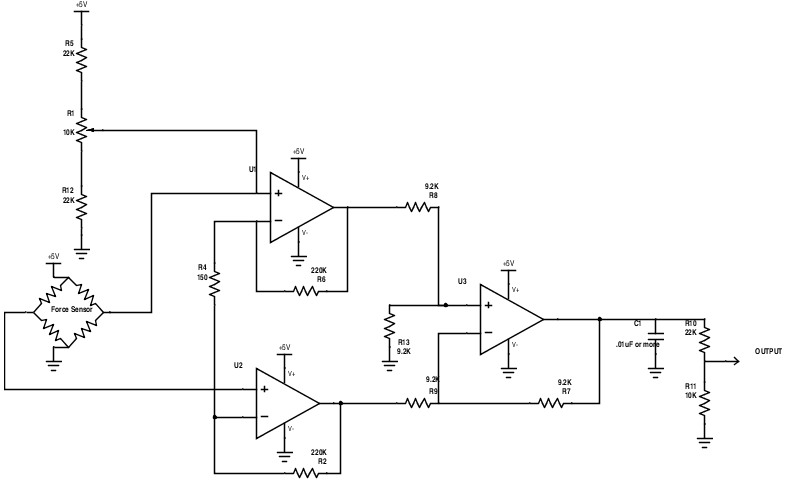 +5V
R5
22K
R1
10K
R12
22K
+5V
Force Sensor
U1
+5V
V+
+
−
V-
R4
150
220K
R6
9.2K
R8
U2
+5V
V+
+
−
V-
220K
R2
U3
+5V
V+
+
−
V-
R13
9.2K
9.2K
R9
9.2K
R7
C1
.01uF or more
R10
22K
OUTPUT
R11
10K